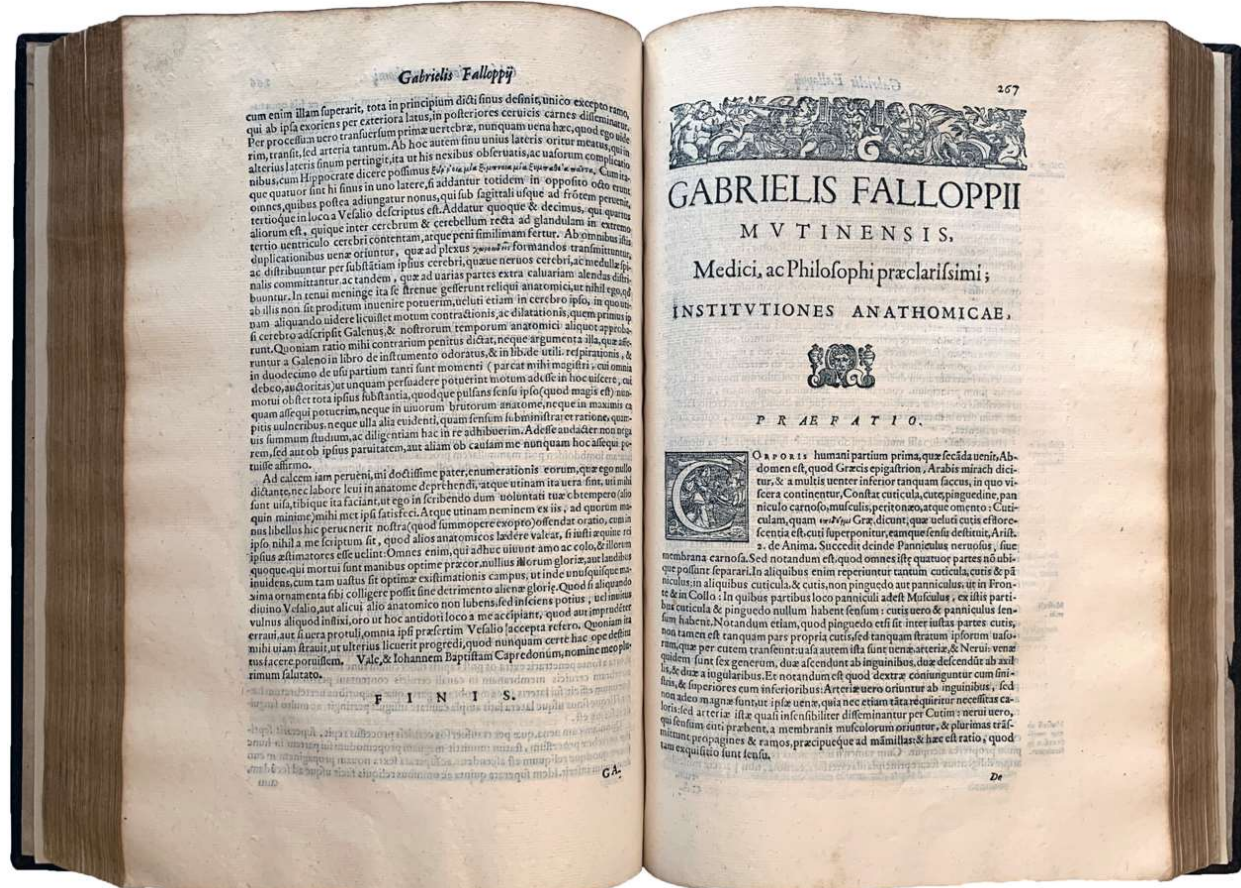 Gabrielis Falloppij
cum enim illam superarit, tota in principium dicti sinus desinit, unico excepto ramo,
qui ab ipsa exoriens per exteriora latus, in posteriores ceruicis carnes disseminatur.
Per processum uero transuersum primæ uertebræ, nunquam uena hæc, quod ego uide
rim, transit, sed arteria tantum. Ab hoc autem sinu unius lateris oritur meatus, qui in
alterius lateris sinum pertingit, ita ut his nexibus obseruatis, ac uasorum complicatio
nibus, cum Hippocrate dicere possimus Cum ita-
que quatuor sint hi sinus in uno latere, si addantur totidem in opposito octo erunt
omnes, quibus postea adiungatur nonus, qui sub sagittali usque ad frōtem peruenit,
tertioque in loco a Vesalio descriptus est. Addatur quoque & decimus, qui quartus
aliorum est, quique inter cerebrum & cerebellum recta ad glandulam in extremo
tertio uentriculo cerebri contentam, atque peni similimam fertur. Ab omnibus istis
duplicationibus uenæ oriuntur, quæ ad plexus formandos transmittuntur,
ac distribuuntur per substātiam ipsius cerebri, quæue neruos cerebri, ac medullæ spi-
nalis committantur, ac tandem, quæ ad uarias partes extra caluariam alendas distri-
buuntur. In tenui meninge ita se strenue gesserunt reliqui anatomici, ut nihil ego, qd
ab illis non sit proditum inuenire potuerim, ueluti etiam in cerebro ipso, in quo uti-
nam aliquando uidere licuisset motum contractionis, ac dilatationis, quem primus ip
si cerebro adscripsit Galenus, & nostrorum temporum anatomici aliquot approba-
runt. Quoniam ratio mihi contrarium penitus dictat, neque argumenta illa, quæ affe-
runtur a Galeno in libro de instrumento odoratus, & in lib. de utili. respirationis, &
in duodecimo de usu partium tanti sunt momenti (parcat mihi magistri, cui omnia
debeo, auctoritas) ut unquam persuadere potuerint motum adesse in hoc uiscere, cui
motui obstet tota ipsius substantia, quodque pulsans sensu ipso (quod magis est) nun-
quam assequi potuerim, neque in uiuorum brutorum anatome, neque in maximis ca
pitis uulneribus, neque ulla alia euidenti, quam sensum subministraret ratione, quam-
uis summum studium, ac diligentiam hac in re adhibuerim. Adesse audacter non nega
rem, sed aut ob ipsius paruitatem, aut aliam ob causam me nunquam hoc assequi po-
tuisse affirmo.
Ad calcem iam perueni, mi doctissime pater, enumerationis eorum, quæ ego nullo
dictante, nec labore leui in anatome deprehendi, atque utinam ita uera sint, uti mihi
sunt uisa, tibique ita faciant, ut ego in scribendo dum uoluntati tuæ obtempero (alio
quin minime) mihi met ipsi satisfeci. Atque utinam neminem ex iis, ad quorum ma-
nus libellus hic peruenerit nostra (quod summopere exopto) offendat oratio, cum in
ipso nihil a me scriptum sit, quod alios anatomicos lædere valeat, si iusti æquine rei
ipsius æstimatores esse uelint: Omnes enim, qui adhuc uiuunt amo ac colo, & illorum
quoque, qui mortui sunt manibus optime præcor, nullius illorum gloriæ, aut laudibus
inuidens, cum tam uastus sit optimæ existimationis campus, ut inde unusquisque ma-
xima ornamenta sibi colligere possit sine detrimento alienæ glorię. Quod si aliquando
diuino Vesalio, aut alicui alio anatomico non lubens, sed insciens potius, uel inuitus
vulnus aliquod inflixi, oro ut hoc antidoti loco a me accipiant, quod aut imprudēter
erraui, aut si uera protuli, omnia ipsi præsertim Vesalio accepta refero. Quoniam ita
mihi uiam strauit, ut ulterius licuerit progredi, quod nunquam certe hac ope destitu
tus facere potuissem. Vale, & Iohannem Baptistam Capredonum, nomine meo plu-
rimum salutato.
F I N I S.
GA-
267
GABRIELIS FALLOPPII
MVTINENSIS,
Medici, ac Philosophi præclarissimi;
INSTITVTIONES ANATHOMICAE,
PRAEFATIO.
CORPORIS humani partium prima, quæ secāda uenit, Ab-
domen est, quod Græcis epigastrion, Arabis mirach dici-
tur, & a multis uenter inferior tanquam saccus, in quo vi-
scera continentur, Constat cuticula, cute, pinguedine, pan
niculo carnoso, musculis, peritonæo, atque omento: Cuti-
culam, quam Græ. dicunt, quæ ueluti cutis efflore-
scentia est, cuti superponitur, eamque sensu destituit, Arist.
2. de Anima. Succedit deinde Panniculus neruosus, siue
membrana carnosa. Sed notandum est, quod omnes istę quatuor partes nō ubi-
que possunt separari. In aliquibus enim reperiuntur tantum cuticula, cutis & pā
niculus; in aliquibus cuticula, & cutis, non pinguedo aut panniculus, ut in Fron-
te & in Collo: In quibus partibus loco panniculi adest Musculus, ex istis parti-
bus cuticula & pinguedo nullum habent sensum: cutis uero & panniculus sen-
sum habent. Notandum etiam, quod pinguedo etsi sit inter iustas partes cutis,
non tamen est tanquam pars propria cutis, sed tanquam stratum ipsorum uaso-
rum, quæ per cutem transeunt: uasa autem ista sunt uenæ, arteriæ, & Nerui: venæ
quidem sunt sex generum, duæ ascendunt ab inguinibus, duæ descendūt ab axil
lis, & duæ a iugularibus. Et notandum est quod dextræ coniunguntur cum sini-
stris, & superiores cum inferioribus: Arteriæ uero oriuntur ab inguinibus, sed
non adeo magnæ sunt, ut ipsæ uenæ, quia nec etiam tāta requiritur necessitas ca-
loris: sed arteriæ istæ quasi insensibiliter disseminantur per Cutim: nerui uero,
qui sensum cuti præbent, a membranis musculorum oriuntur, & plurimas trās-
mittunt propagines & ramos, præcipueque ad māmillas: & hæc est ratio, quod
tam exquisitio sunt sensu.
De